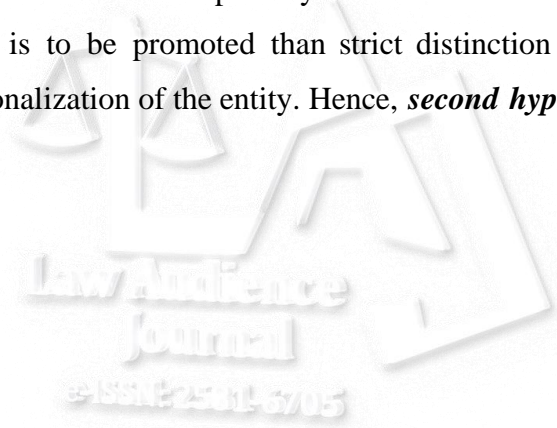 is to be promoted than strict distinction
onalization of the entity. Hence, second hyp
Law Audience
Journal
e-ISSN: 2581-6705